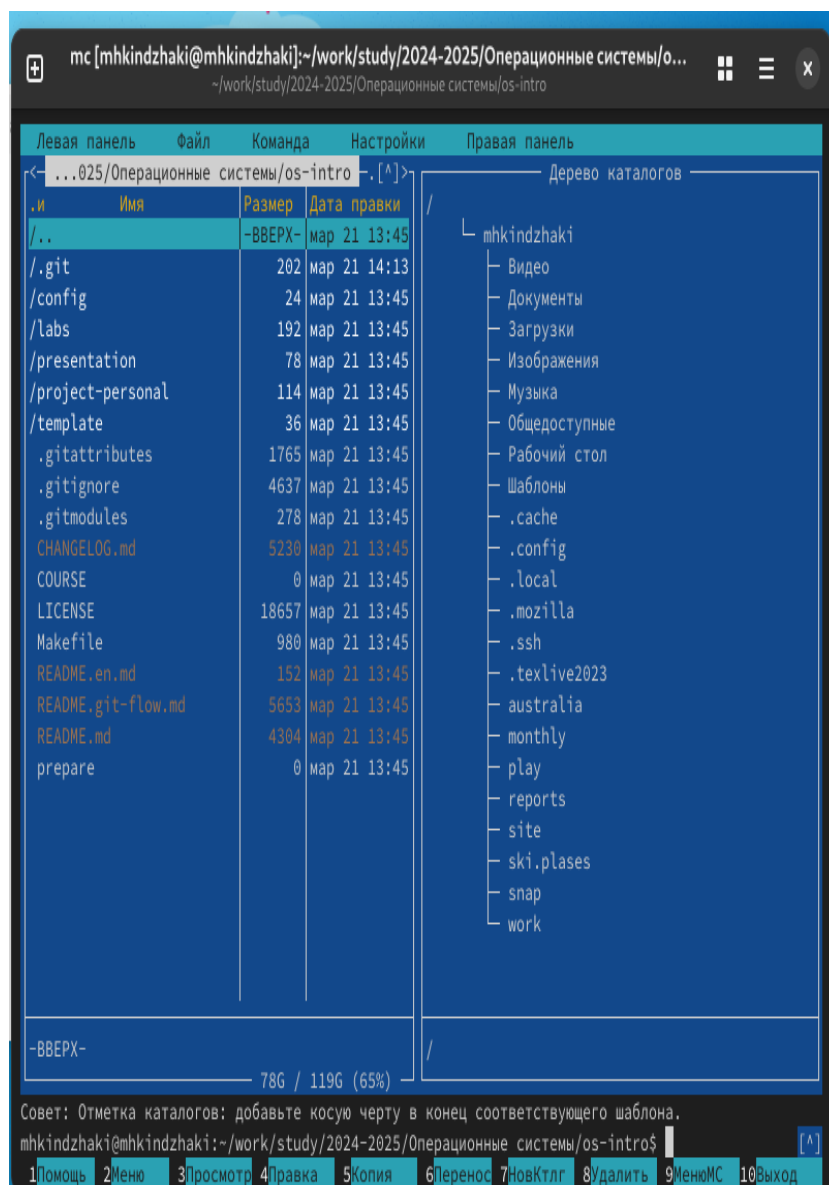 mc [mhkindzhaki@mhkindzhaki]:~/work/study/2024-2025/Операционные системы/o...
~/work/study/2024-2025/Операционные системы/os-intro
Левая панель Файл Команда Настройки Правая панель
<─ ...025/Операционные системы/os-intro ─.[^]> Дерево каталогов
.и Имя Размер Дата правки /
/.. -ВВЕРХ- мар 21 13:45 mhkindzhaki
/.git 202 мар 21 14:13 Видео
/config 24 мар 21 13:45 Документы
/labs 192 мар 21 13:45 Загрузки
/presentation 78 мар 21 13:45 Изображения
/project-personal 114 мар 21 13:45 Музыка
/template 36 мар 21 13:45 Общедоступные
.gitattributes 1765 мар 21 13:45 Рабочий стол
.gitignore 4637 мар 21 13:45 Шаблоны
.gitmodules 278 мар 21 13:45 .cache
CHANGELOG.md 5230 мар 21 13:45 .config
COURSE 0 мар 21 13:45 .local
LICENSE 18657 мар 21 13:45 .mozilla
Makefile 980 мар 21 13:45 .ssh
README.en.md 152 мар 21 13:45 .texlive2023
README.git-flow.md 5653 мар 21 13:45 australia
README.md 4304 мар 21 13:45 monthly
prepare 0 мар 21 13:45 play
reports
site
ski.plases
snap
work
-ВВЕРХ- /
78G / 119G (65%)
Совет: Отметка каталогов: добавьте косую черту в конец соответствующего шаблона.
mhkindzhaki@mhkindzhaki:~/work/study/2024-2025/Операционные системы/os-intro$ [^]
1Помощь 2Меню 3Просмотр 4Правка 5Копия 6Перенос 7НовКтлг 8Удалить 9МенюМС 10Выход